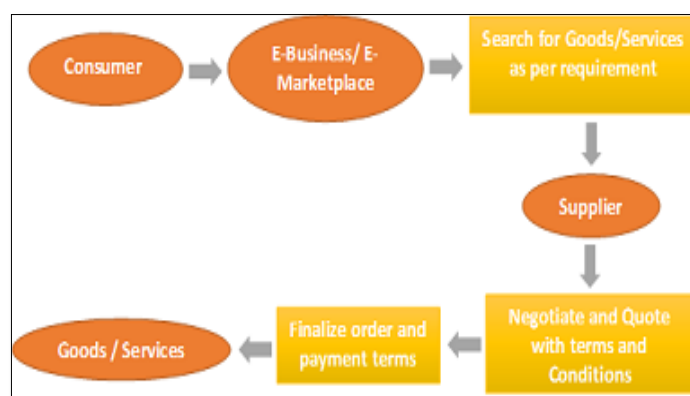 Consumer
E-Business/ E-
Marketplace
Search for Goods/Services
as per requirement
Supplier
Negotiate and Quote
with terms and
Conditions
Finalize order and
payment terms
Goods / Services